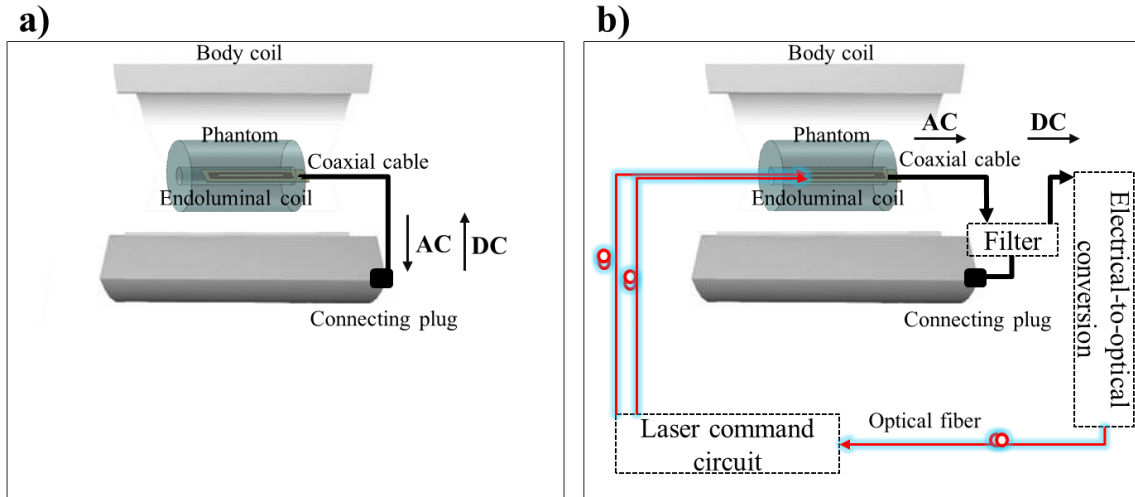 a)
Body coil
Phantom
Coaxial cable
Endoluminal coil
AC
DC
Connecting plug
b)
Body coil
AC
DC
Phantom
Coaxial cable
Endoluminal coil
Filter
Electrical-to-optical
conversion
Connecting plug
Optical fiber
Laser command
circuit